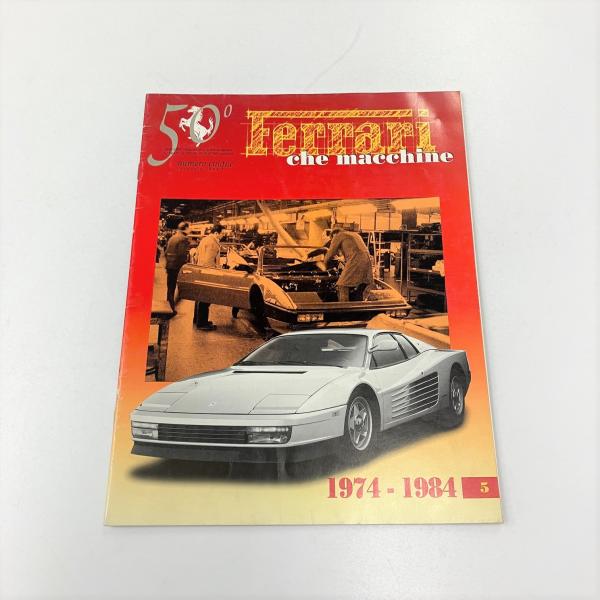 50°
Ferrari
che macchine
numero cinque
1974 - 1984
5